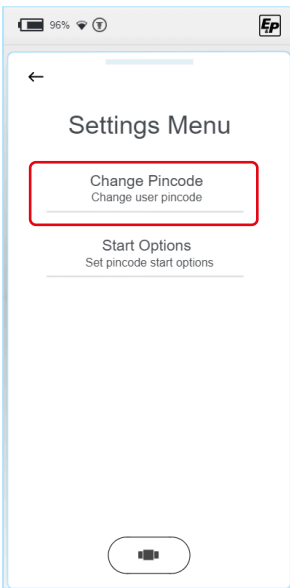 96% T EP
Settings Menu
Change Pincode
Change user pincode
Start Options
Set pincode start options